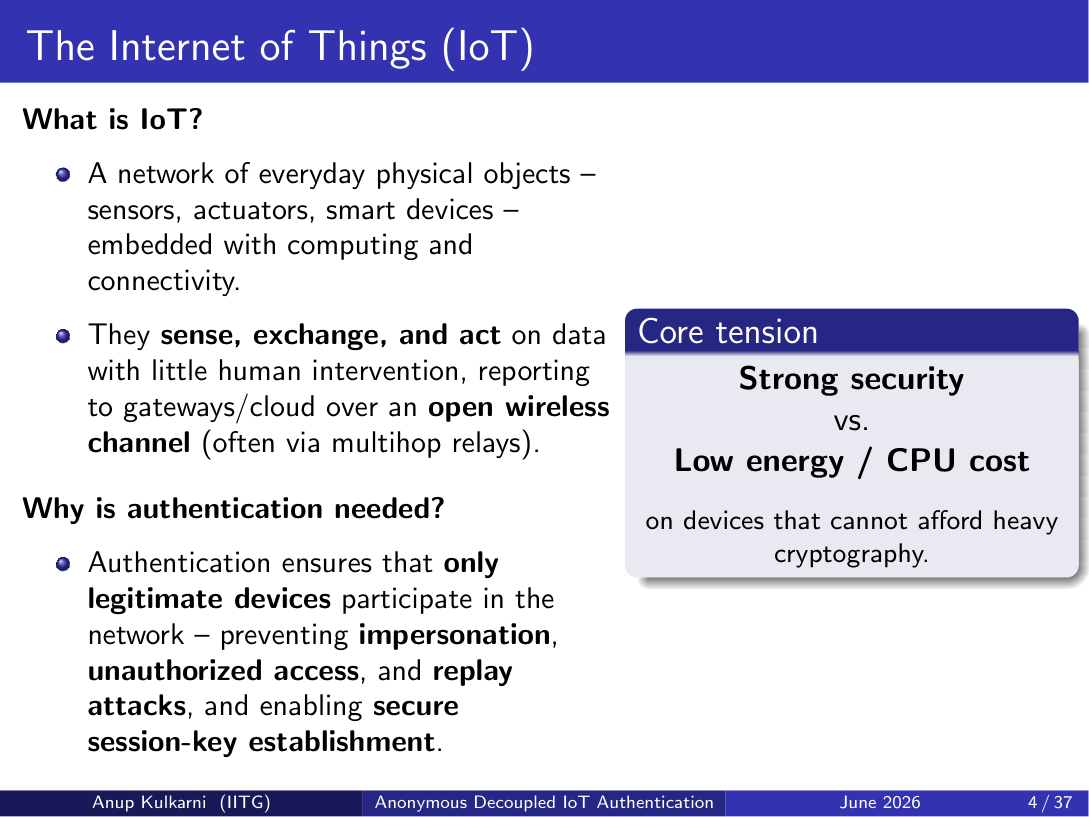 The Internet of Things (IoT)
What is IoT?
A network of everyday physical objects –
sensors, actuators, smart devices –
embedded with computing and
connectivity.
They sense, exchange, and act on data
with little human intervention, reporting
to gateways/cloud over an open wireless
channel (often via multihop relays).
Why is authentication needed?
Authentication ensures that only
legitimate devices participate in the
network – preventing impersonation,
unauthorized access, and replay
attacks, and enabling secure
session-key establishment.
Core tension
Strong security
vs.
Low energy / CPU cost
on devices that cannot afford heavy
cryptography.
Anup Kulkarni (IITG) Anonymous Decoupled IoT Authentication June 2026 4 / 37